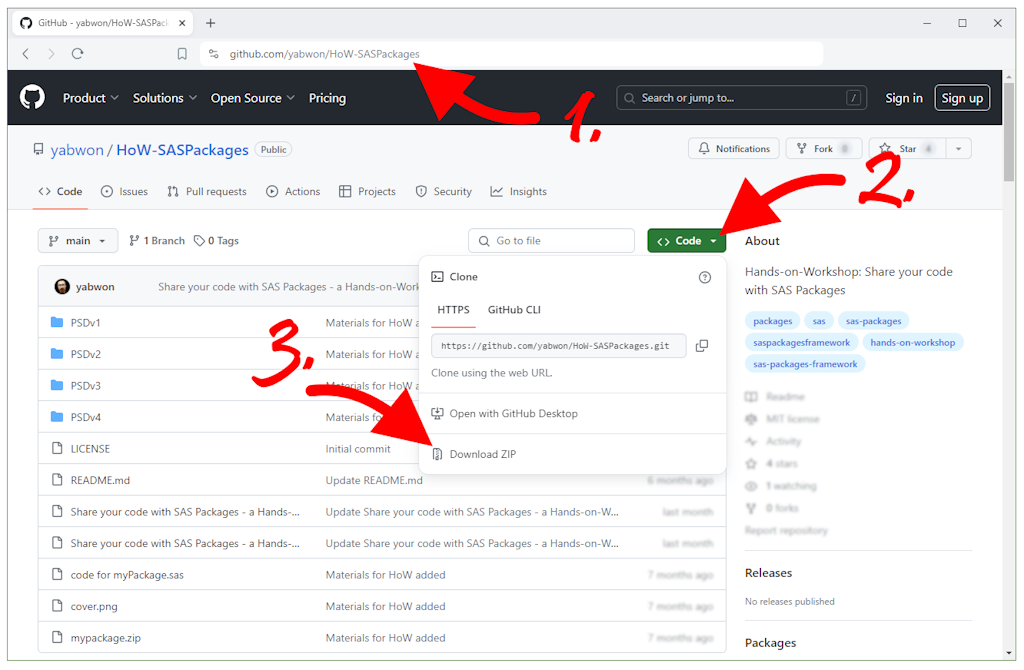 GitHub - yabwon/HoW-SASPac
github.com/yabwon/HoW-SASPackages
1.
Product Solutions Open Source Pricing Search or jump to... / Sign in Sign up
yabwon / HoW-SASPackages Public Notifications Fork 0 Star 4
2.
Code Issues Pull requests Actions Projects Security Insights
main 1 Branch 0 Tags Go to file Code About
Hands-on-Workshop: Share your code
with SAS Packages
Clone
yabwon Share your code with SAS Packages - a Hands-on-Work
HTTPS GitHub CLI
packages sas sas-packages
saspackagesframework hands-on-workshop
sas-packages-framework
https://github.com/yabwon/HoW-SASPackages.git
Clone using the web URL.
3.
PSDv1 Materials for HoW a
PSDv2 Materials for HoW a
PSDv3 Materials for HoW a
PSDv4 Materials fo
Open with GitHub Desktop
Download ZIP
LICENSE Initial commit
README.md Update README.md 6 months ago
Share your code with SAS Packages - a Hands-... Update Share your code with SAS Packages - a Hands-on-W... last month
Share your code with SAS Packages - a Hands-... Update Share your code with SAS Packages - a Hands-on-W... last month
code for myPackage.sas Materials for HoW added 7 months ago
cover.png Materials for HoW added 7 months ago
mypackage.zip Materials for HoW added 7 months ago
Readme
MIT license
Activity
4 stars
1 watching
0 forks
Report repository
Releases
No releases published
Packages